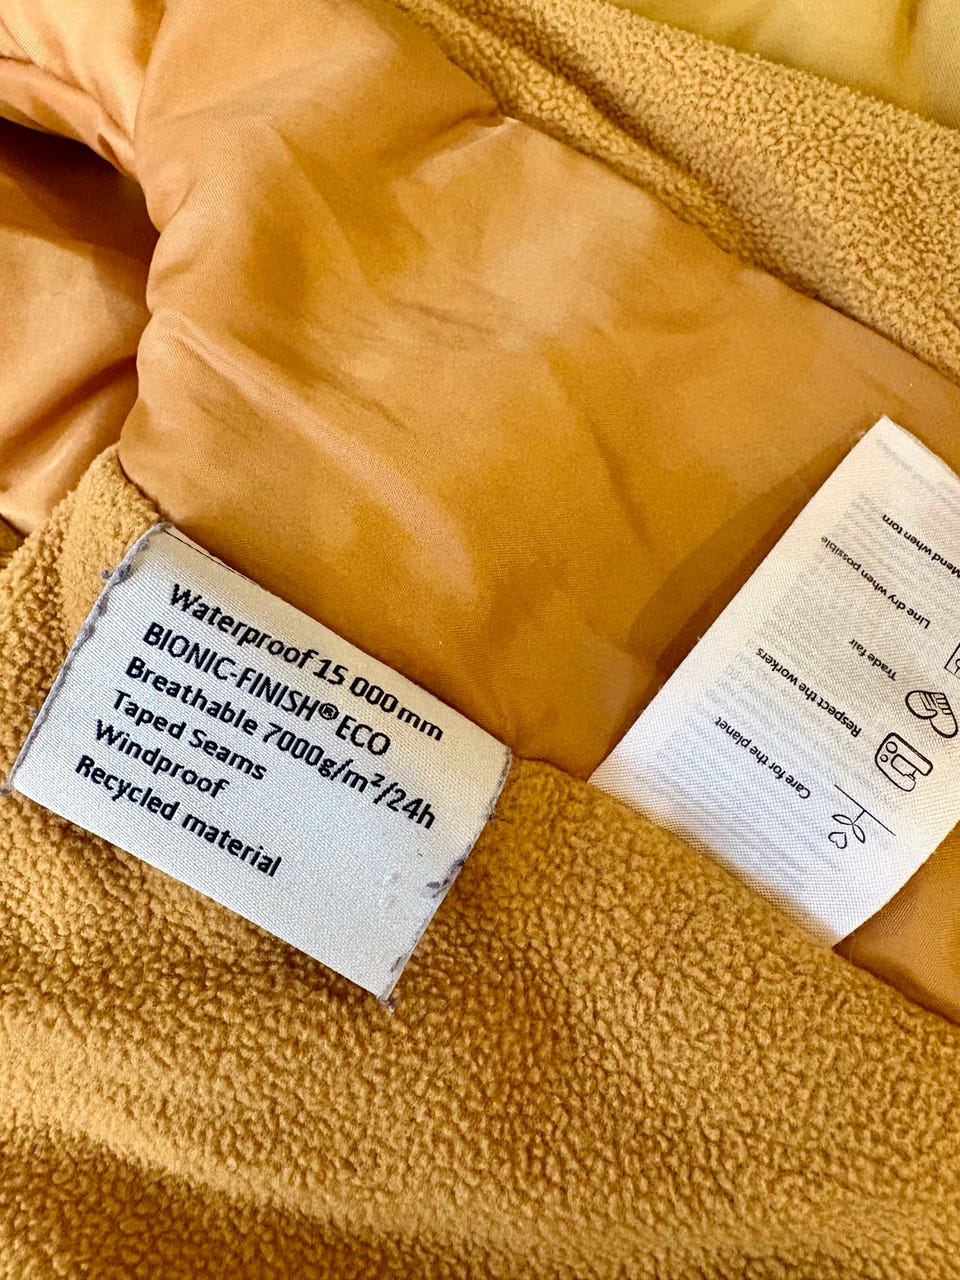 Waterproof 15 000 mm
BIONIC-FINISH® ECO
Breathable 7000g/m²/24h
Taped Seams
Windproof
Recycled material
Care for the planet
Respect the workers
Trade fair
Line dry when possible
Mend when torn